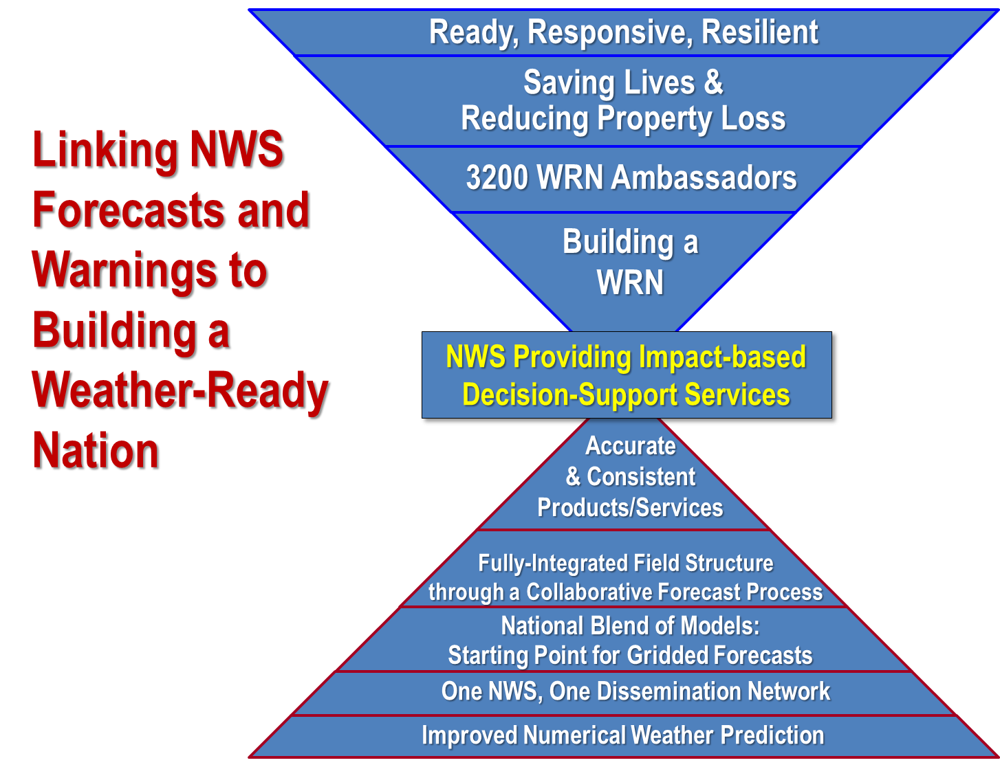 Linking NWS
Forecasts and
Warnings to
Building a
Weather-Ready
Nation
Ready, Responsive, Resilient
Saving Lives &
Reducing Property Loss
3200 WRN Ambassadors
Building a
WRN
NWS Providing Impact-based
Decision-Support Services
Accurate
& Consistent
Products/Services
Fully-Integrated Field Structure
through a Collaborative Forecast Process
National Blend of Models:
Starting Point for Gridded Forecasts
One NWS, One Dissemination Network
Improved Numerical Weather Prediction